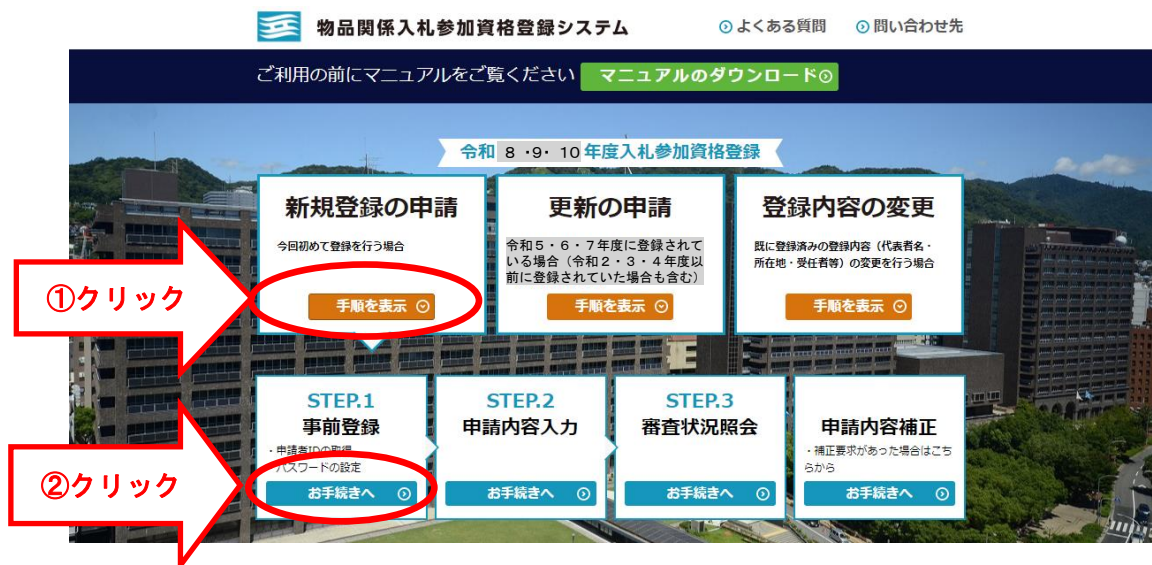 物品関係入札参加資格登録システム
よくある質問
問い合わせ先
ご利用の前にマニュアルをご覧ください
マニュアルのダウンロード
令和 8 ・9・ 10 年度入札参加資格登録
新規登録の申請
今回初めて登録を行う場合
手順を表示
更新の申請
令和5・6・7年度に登録されて
いる場合（令和2・3・4年度以
前に登録されていた場合も含む）
手順を表示
登録内容の変更
既に登録済みの登録内容（代表者名・
所在地・受任者等）の変更を行う場合
手順を表示
①クリック
STEP.1
事前登録
・申請者IDの取得
パスワードの設定
お手続きへ
STEP.2
申請内容入力
お手続きへ
STEP.3
審査状況照会
お手続きへ
申請内容補正
・補正要求があった場合はこち
らから
お手続きへ
②クリック